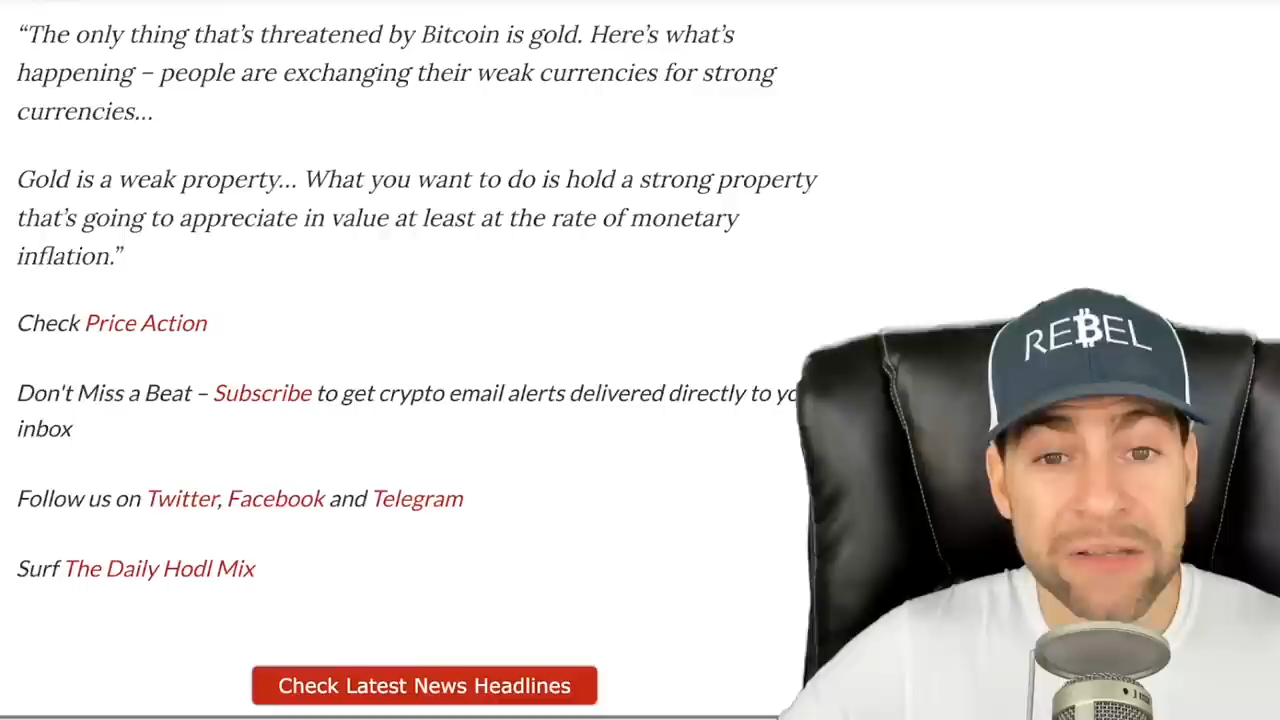 “The only thing that’s threatened by Bitcoin is gold. Here’s what’s
happening – people are exchanging their weak currencies for strong
currencies…
Gold is a weak property… What you want to do is hold a strong property
that’s going to appreciate in value at least at the rate of monetary
inflation.”
Check Price Action
Don't Miss a Beat – Subscribe to get crypto email alerts delivered directly to
inbox
Follow us on Twitter, Facebook and Telegram
Surf The Daily Hodl Mix
Check Latest News Headlines
REBEL